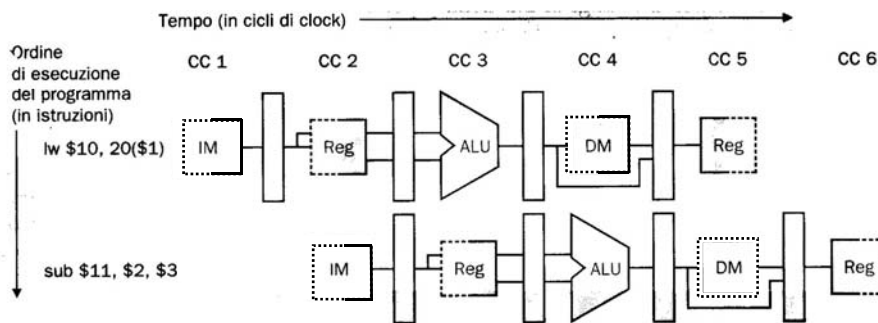 Tempo (in cicli di clock)
Ordine
di esecuzione
del programma
(in istruzioni)
CC 1 CC 2 CC 3 CC 4 CC 5 CC 6
lw $10, 20($1)
IM Reg ALU DM Reg
sub $11, $2, $3
IM Reg ALU DM Reg